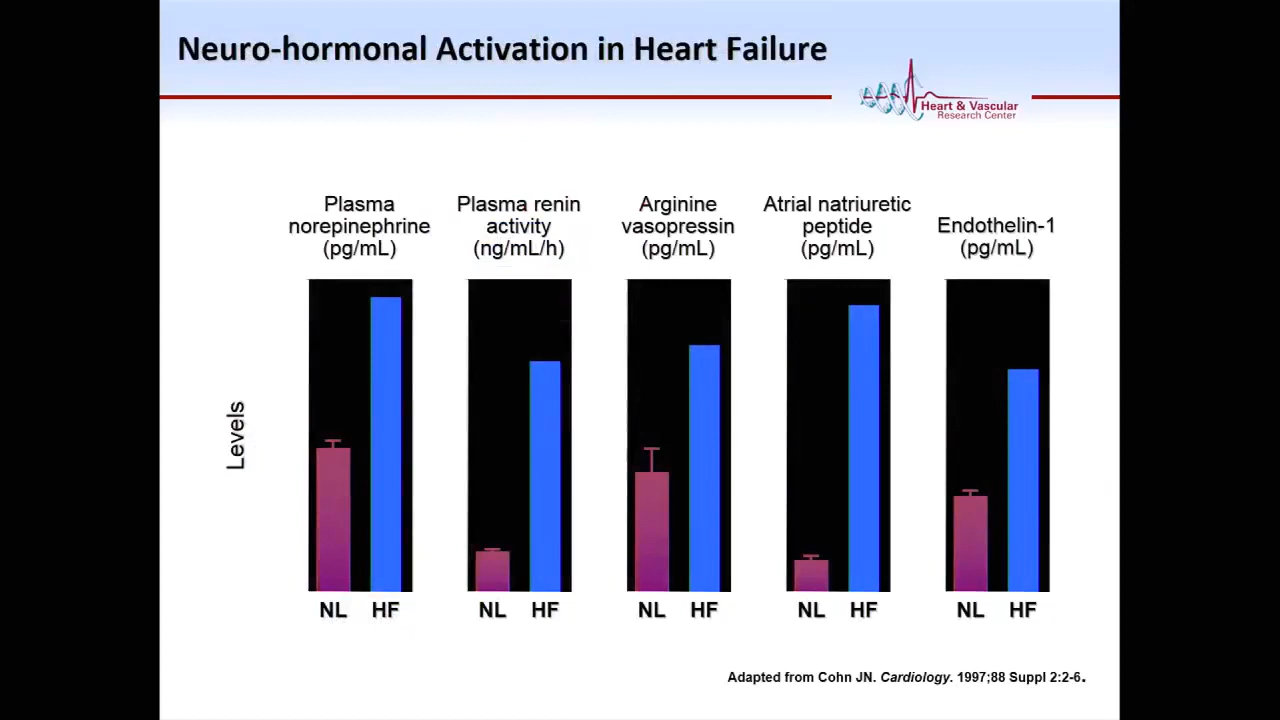 Neuro-hormonal Activation in Heart Failure
Heart & Vascular
Research Center
Plasma
norepinephrine
(pg/mL)
Plasma renin
activity
(ng/mL/h)
Arginine
vasopressin
(pg/mL)
Atrial natriuretic
peptide
(pg/mL)
Endothelin-1
(pg/mL)
Levels
NL HF NL HF NL HF NL HF NL HF
Adapted from Cohn JN. Cardiology. 1997;88 Suppl 2:2-6.